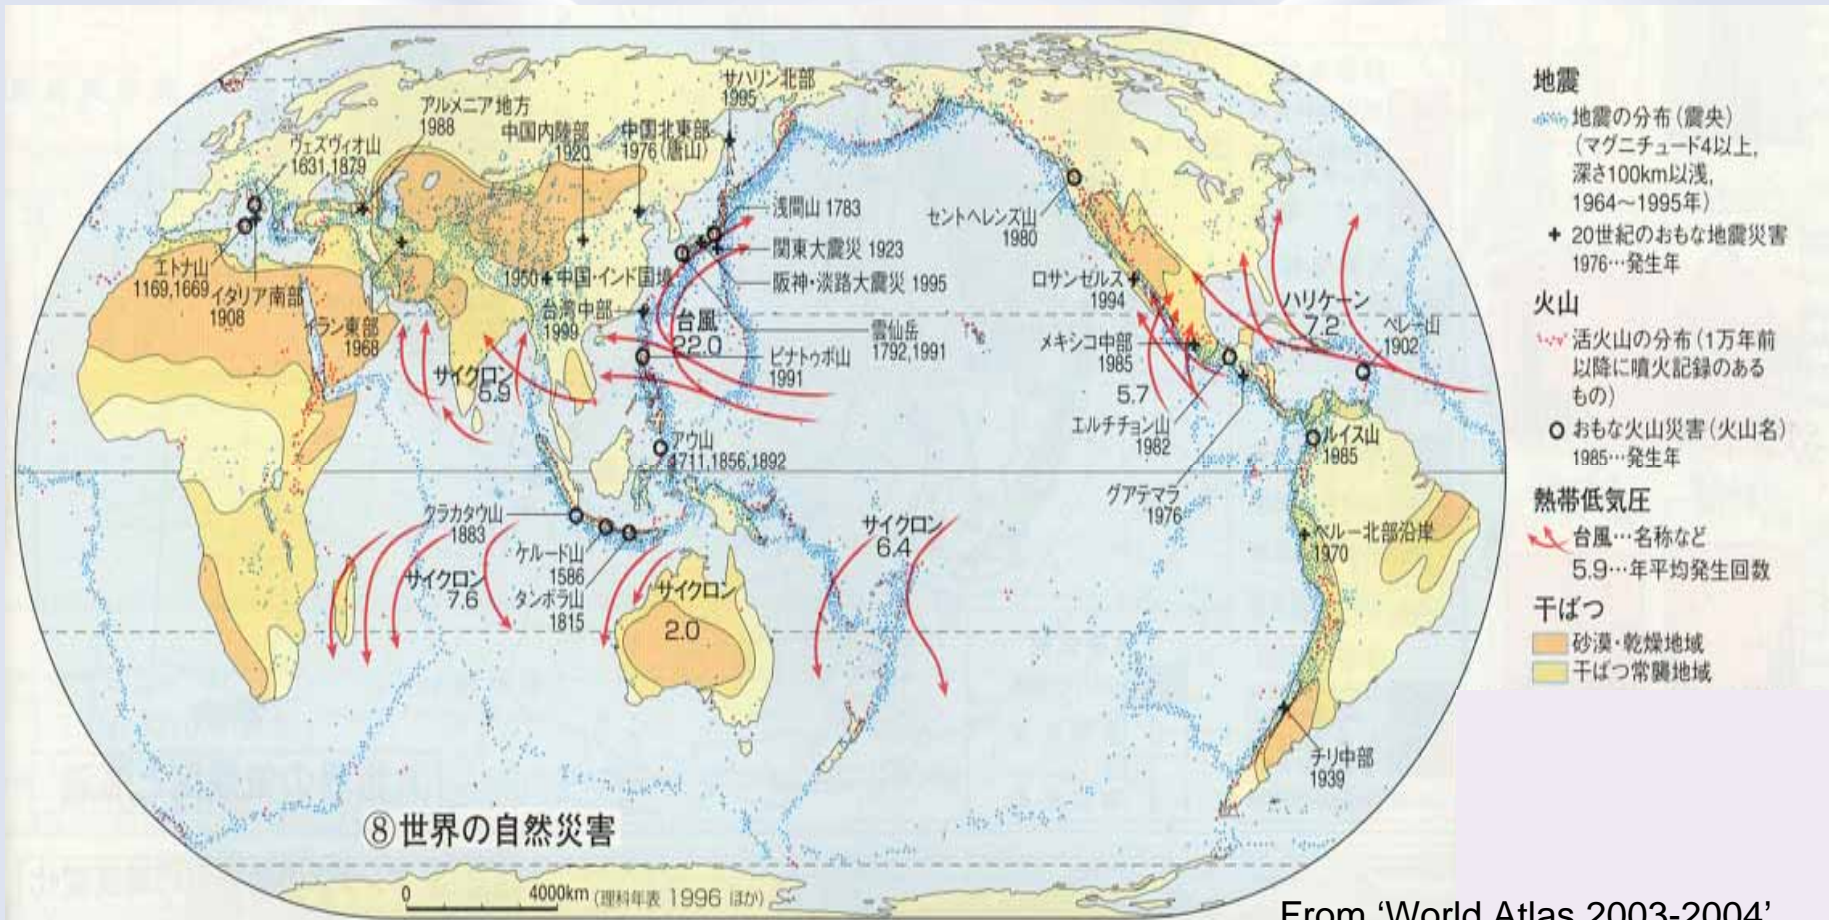 サハリン北部
1995
アルメニア地方
1988
中国内陸部
1920
中国北東部
1976(唐山)
ヴェズヴィオ山
1631,1879
浅間山 1783
関東大震災 1923
阪神・淡路大震災 1995
セントヘレンズ山
1980
エトナ山
1169,1669
イタリア南部
1908
イラン東部
1968
1950
中国・インド国境
台湾中部
1999
台風
22.0
雲仙岳
1792,1991
ピナトゥボ山
1991
ロサンゼルス
1994
メキシコ中部
1985
5.7
ハリケーン
7.2
ペレー山
1902
サイクロン
5.9
エルチチョン山
1982
ルイス山
1985
アウ山
1711,1856,1892
グアテマラ
1976
クラカタウ山
1883
ケルード山
1586
タンボラ山
1815
サイクロン
7.6
サイクロン
2.0
サイクロン
6.4
ペルー北部沿岸
1970
チリ中部
1939
⑧世界の自然災害
0 4000km (理科年表 1996 ほか)
地震
地震の分布(震央)
(マグニチュード4以上,
深さ100km以浅,
1964〜1995年)
20世紀のおもな地震災害
1976…発生年
火山
活火山の分布(1万年前
以降に噴火記録のある
もの)
おもな火山災害(火山名)
1985…発生年
熱帯低気圧
台風…名称など
5.9…年平均発生回数
干ばつ
砂漠・乾燥地域
干ばつ常襲地域
From ‘World Atlas 2003-2004’